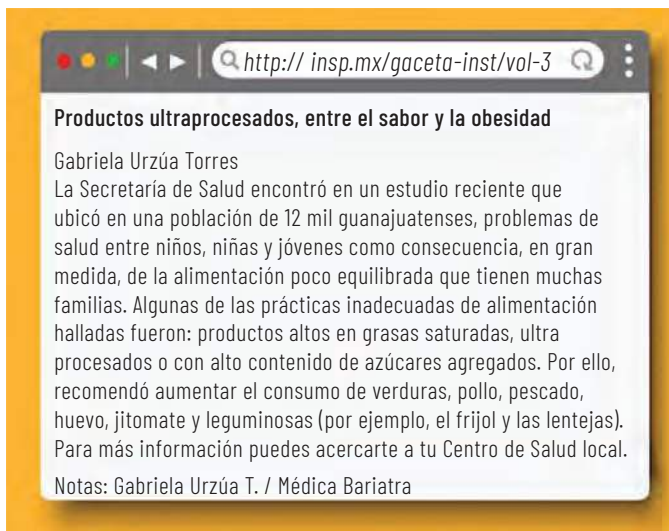 http:// insp.mx/gaceta-inst/vol-3
Productos ultraprocesados, entre el sabor y la obesidad
Gabriela Urzúa Torres
La Secretaría de Salud encontró en un estudio reciente que
ubicó en una población de 12 mil guanajuatenses, problemas de
salud entre niños, niñas y jóvenes como consecuencia, en gran
medida, de la alimentación poco equilibrada que tienen muchas
familias. Algunas de las prácticas inadecuadas de alimentación
halladas fueron: productos altos en grasas saturadas, ultra
procesados o con alto contenido de azúcares agregados. Por ello,
recomendó aumentar el consumo de verduras, pollo, pescado,
huevo, jitomate y leguminosas (por ejemplo, el frijol y las lentejas).
Para más información puedes acercarte a tu Centro de Salud local.
Notas: Gabriela Urzúa T. / Médica Bariatra